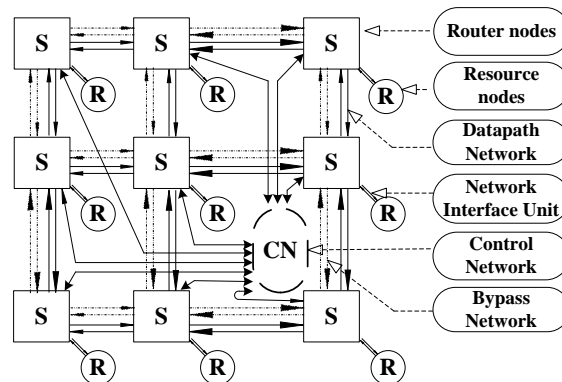 S S S Router nodes
R R R Resource nodes
Datapath Network
S S S
R R R Network Interface Unit
CN Control Network
S S S Bypass Network
R R R